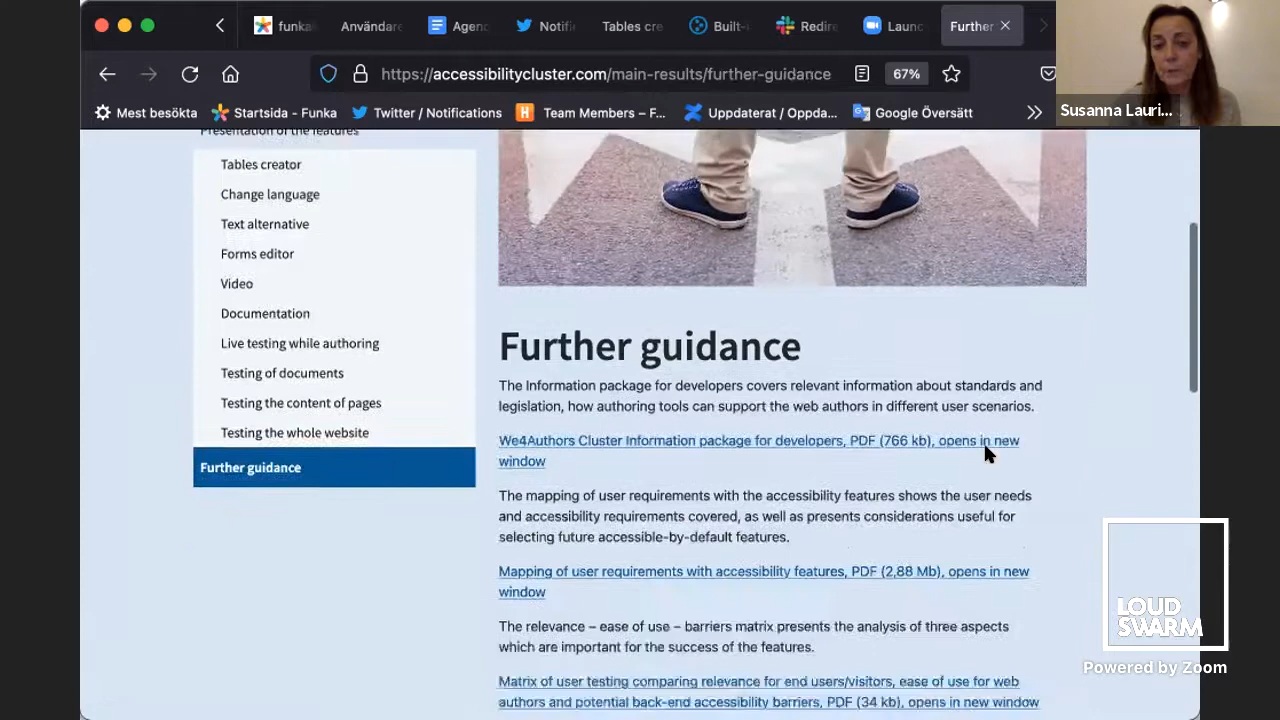 funka
Användare
Agen
Notifi
Tables cre
Built-
Redire
Launc
Further
https://accessibilitycluster.com/main-results/further-guidance
67%
Mest besökta
Startsida - Funka
Twitter / Notifications
Team Members – F...
Uppdaterat / Oppda...
Google Översätt
Susanna Lauri...
Presentation of the features
Tables creator
Change language
Text alternative
Forms editor
Video
Documentation
Live testing while authoring
Testing of documents
Testing the content of pages
Testing the whole website
Further guidance
Further guidance
The Information package for developers covers relevant information about standards and
legislation, how authoring tools can support the web authors in different user scenarios.
We4Authors Cluster Information package for developers, PDF (766 kb), opens in new
window
The mapping of user requirements with the accessibility features shows the user needs
and accessibility requirements covered, as well as presents considerations useful for
selecting future accessible-by-default features.
Mapping of user requirements with accessibility features, PDF (2,88 Mb), opens in new
window
The relevance – ease of use – barriers matrix presents the analysis of three aspects
which are important for the success of the features.
Matrix of user testing comparing relevance for end users/visitors, ease of use for web
authors and potential back-end accessibility barriers, PDF (34 kb), opens in new window
LOUD
SWARM
Powered by Zoom